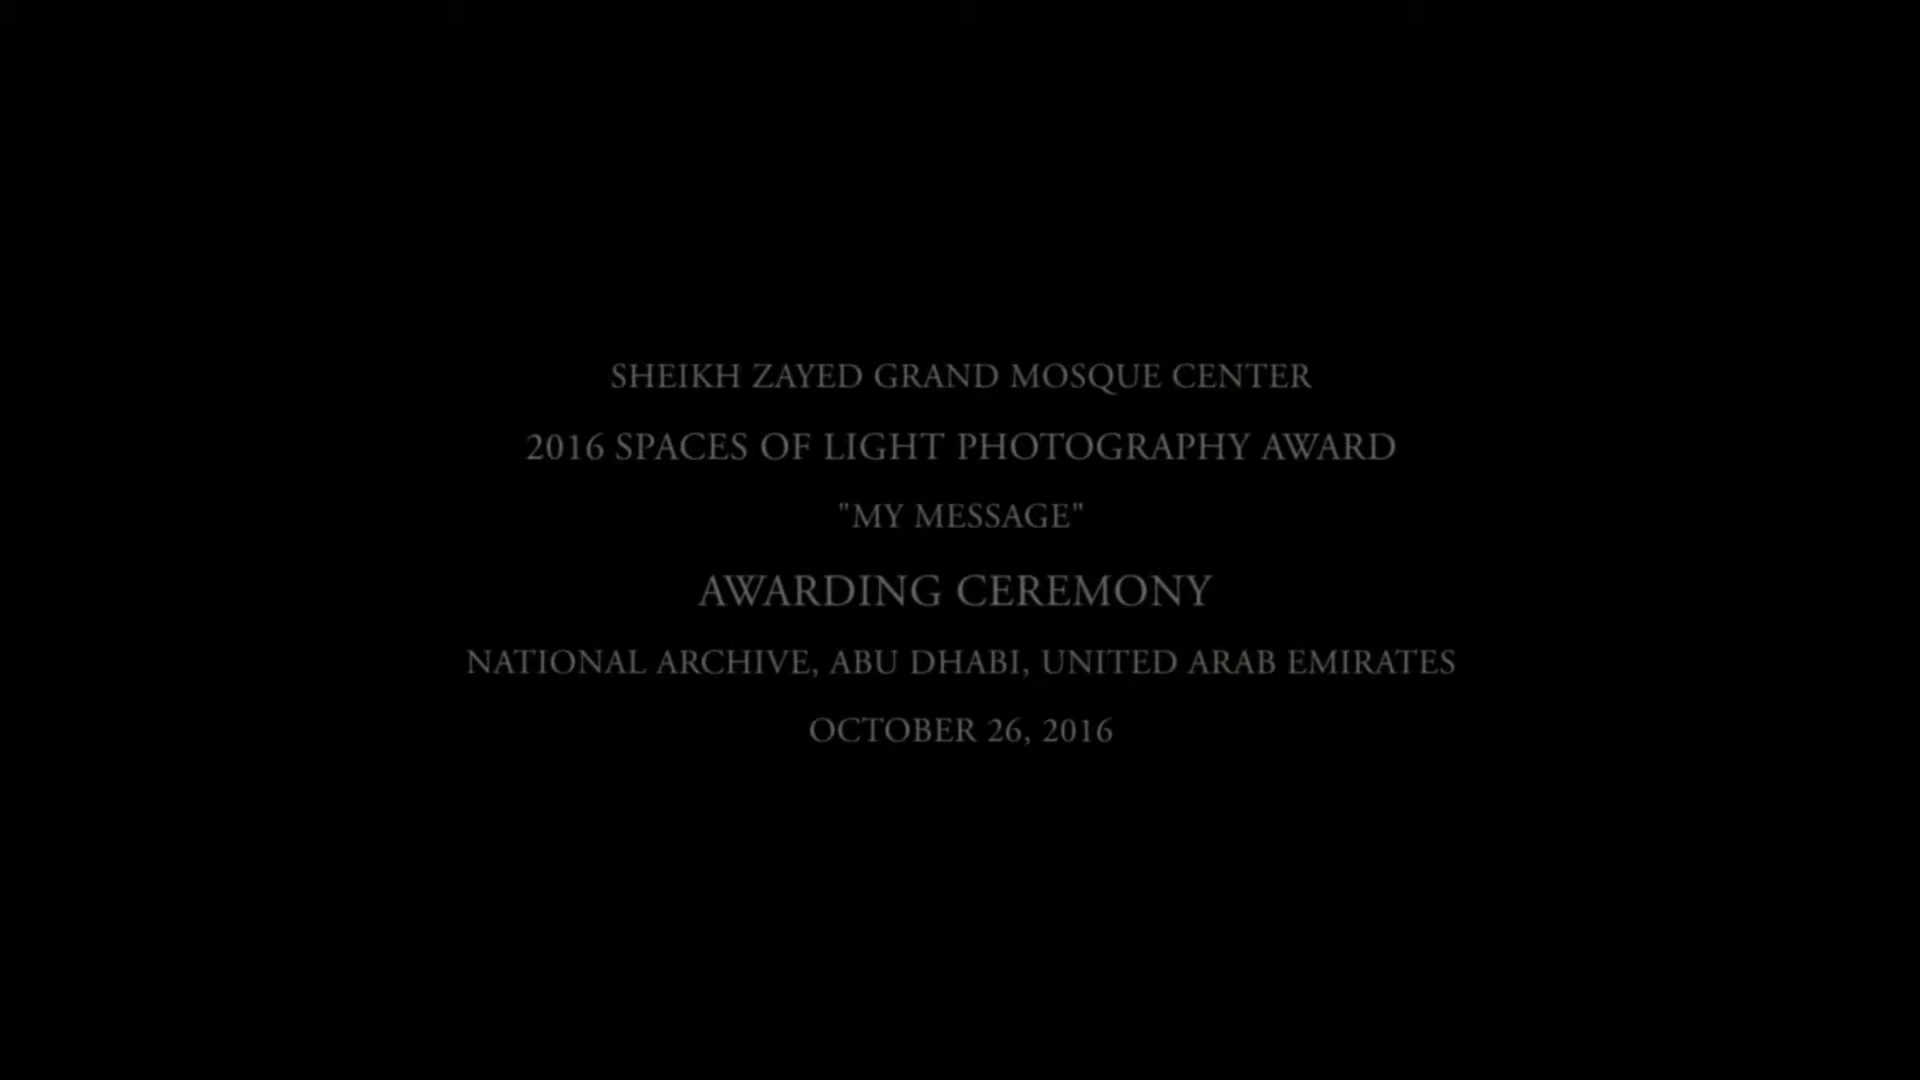 SHEIKH ZAYED GRAND MOSQUE CENTER
2016 SPACES OF LIGHT PHOTOGRAPHY AWARD
"MY MESSAGE"
AWARDING CEREMONY
NATIONAL ARCHIVE, ABU DHABI, UNITED ARAB EMIRATES
OCTOBER 26, 2016